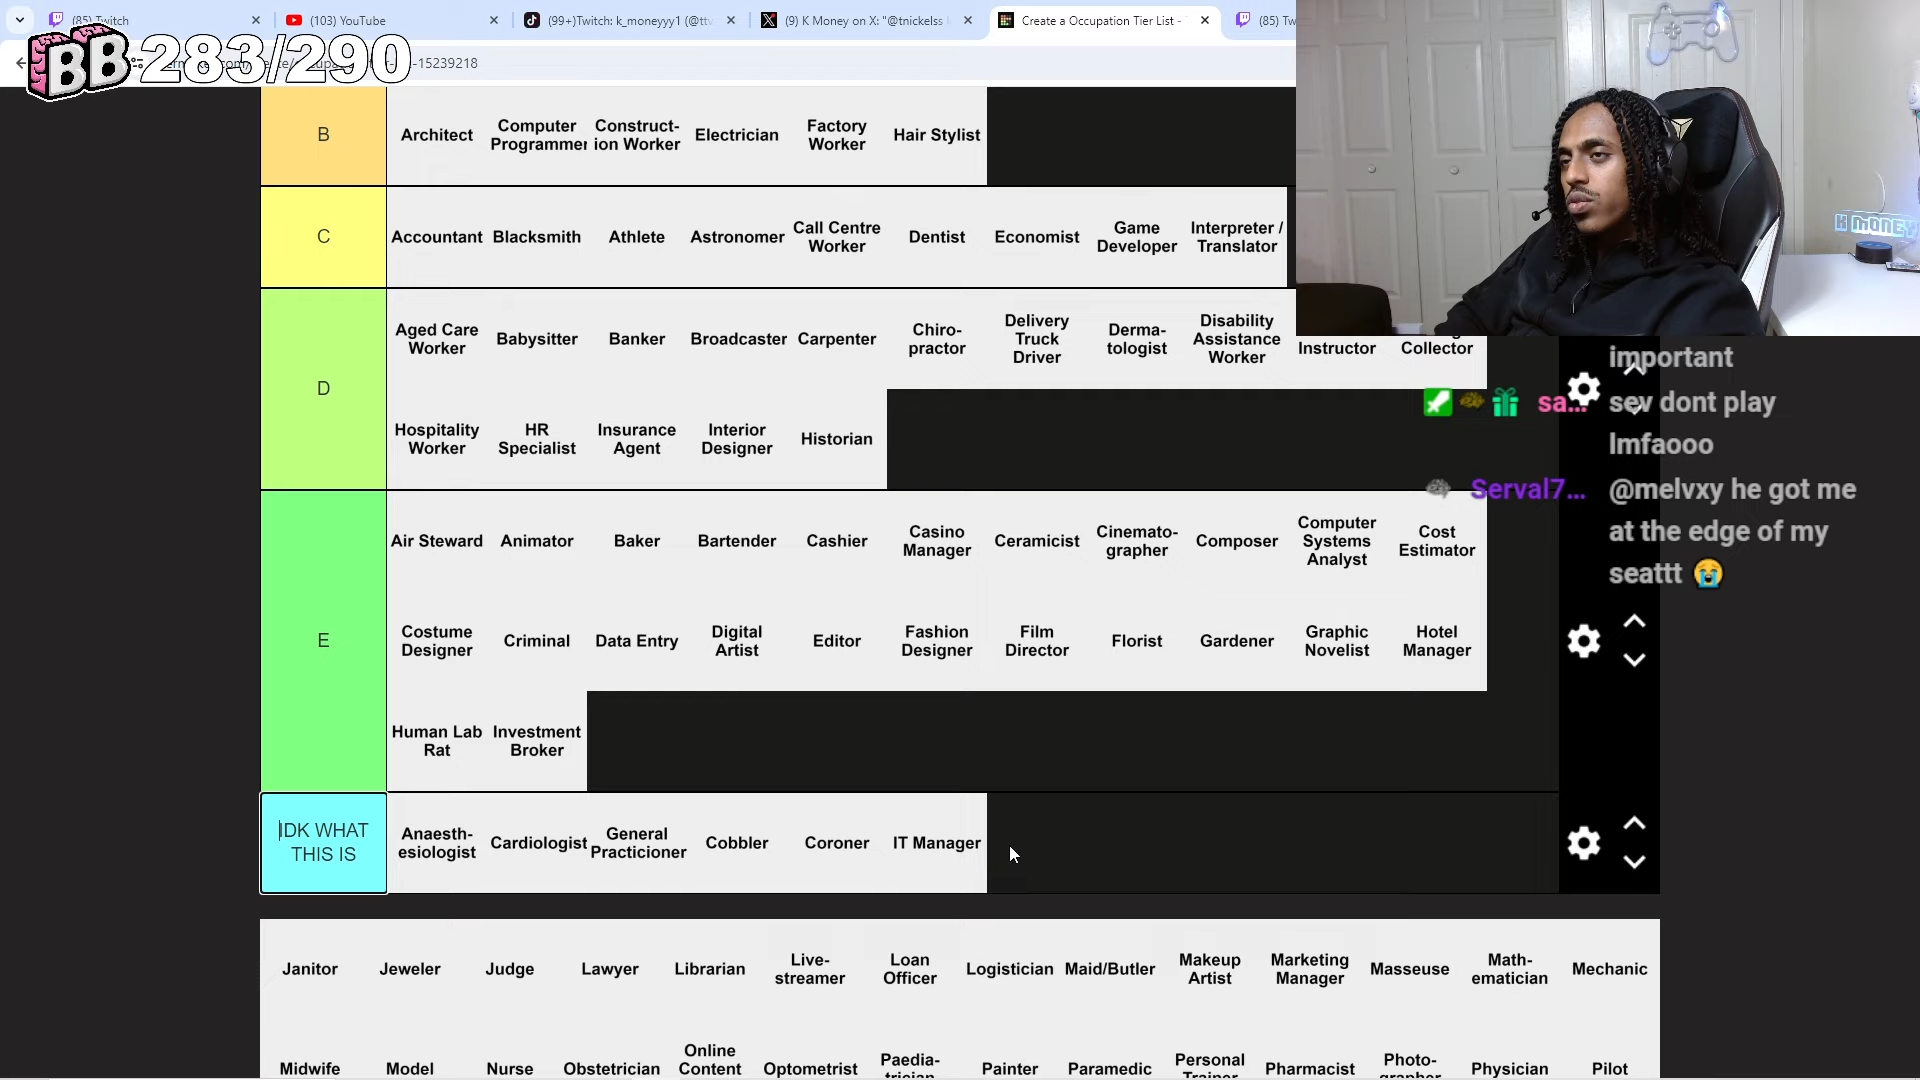 (85) Twitch
(103) YouTube
(99+)Twitch: k_moneyyy1 (@ttv
(9) K Money on X: "@tnickelss
Create a Occupation Tier List -
(85) Tw
BB 283/290
-15239218
B
Architect
Computer
Programmer
Construct-
ion Worker
Electrician
Factory
Worker
Hair Stylist
K MONEY
C
Accountant
Blacksmith
Athlete
Astronomer
Call Centre
Worker
Dentist
Economist
Game
Developer
Interpreter /
Translator
D
Aged Care
Worker
Babysitter
Banker
Broadcaster
Carpenter
Chiro-
practor
Delivery
Truck
Driver
Derma-
tologist
Disability
Assistance
Worker
Instructor
Collector
Hospitality
Worker
HR
Specialist
Insurance
Agent
Interior
Designer
Historian
important
sa... sev dont play
lmfaooo
Serval7... @melvxy he got me
at the edge of my
seattt 😭
E
Air Steward
Animator
Baker
Bartender
Cashier
Casino
Manager
Ceramicist
Cinemato-
grapher
Composer
Computer
Systems
Analyst
Cost
Estimator
Costume
Designer
Criminal
Data Entry
Digital
Artist
Editor
Fashion
Designer
Film
Director
Florist
Gardener
Graphic
Novelist
Hotel
Manager
Human Lab
Rat
Investment
Broker
IDK WHAT
THIS IS
Anaesth-
esiologist
Cardiologist
General
Practicioner
Cobbler
Coroner
IT Manager
Janitor
Jeweler
Judge
Lawyer
Librarian
Live-
streamer
Loan
Officer
Logistician
Maid/Butler
Makeup
Artist
Marketing
Manager
Masseuse
Math-
ematician
Mechanic
Midwife
Model
Nurse
Obstetrician
Online
Content
Optometrist
Paedia-
trician
Painter
Paramedic
Personal
Trainer
Pharmacist
Photo-
grapher
Physician
Pilot